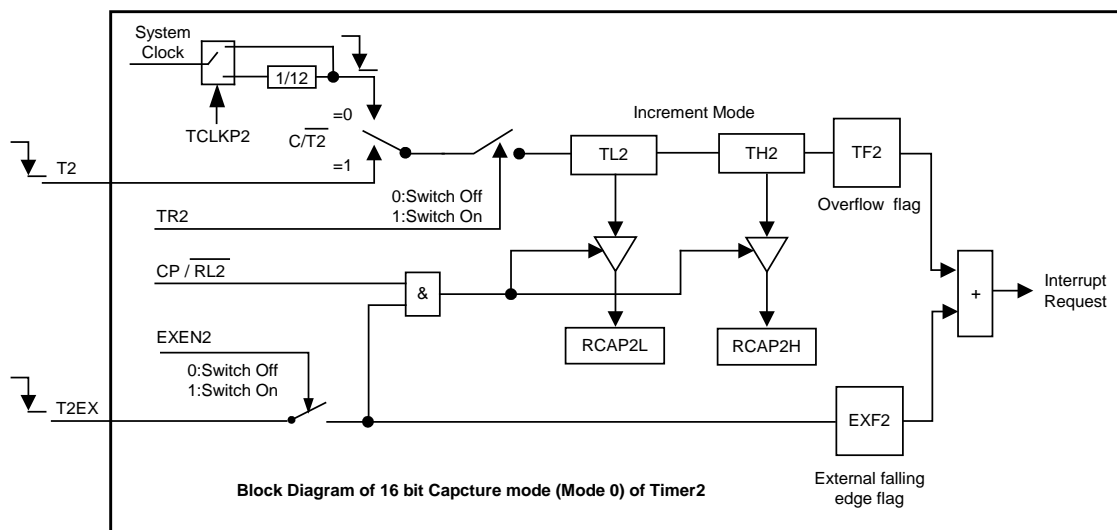 System
Clock
1/12
TCLKP2
=0
C/T2
=1
T2
Increment Mode
TL2
TH2
TF2
0:Switch Off
1:Switch On
Overflow flag
TR2
CP / RL2
&
+
Interrupt
Request
EXEN2
0:Switch Off
1:Switch On
RCAP2L
RCAP2H
T2EX
EXF2
External falling
edge flag
Block Diagram of 16 bit Capcture mode (Mode 0) of Timer2